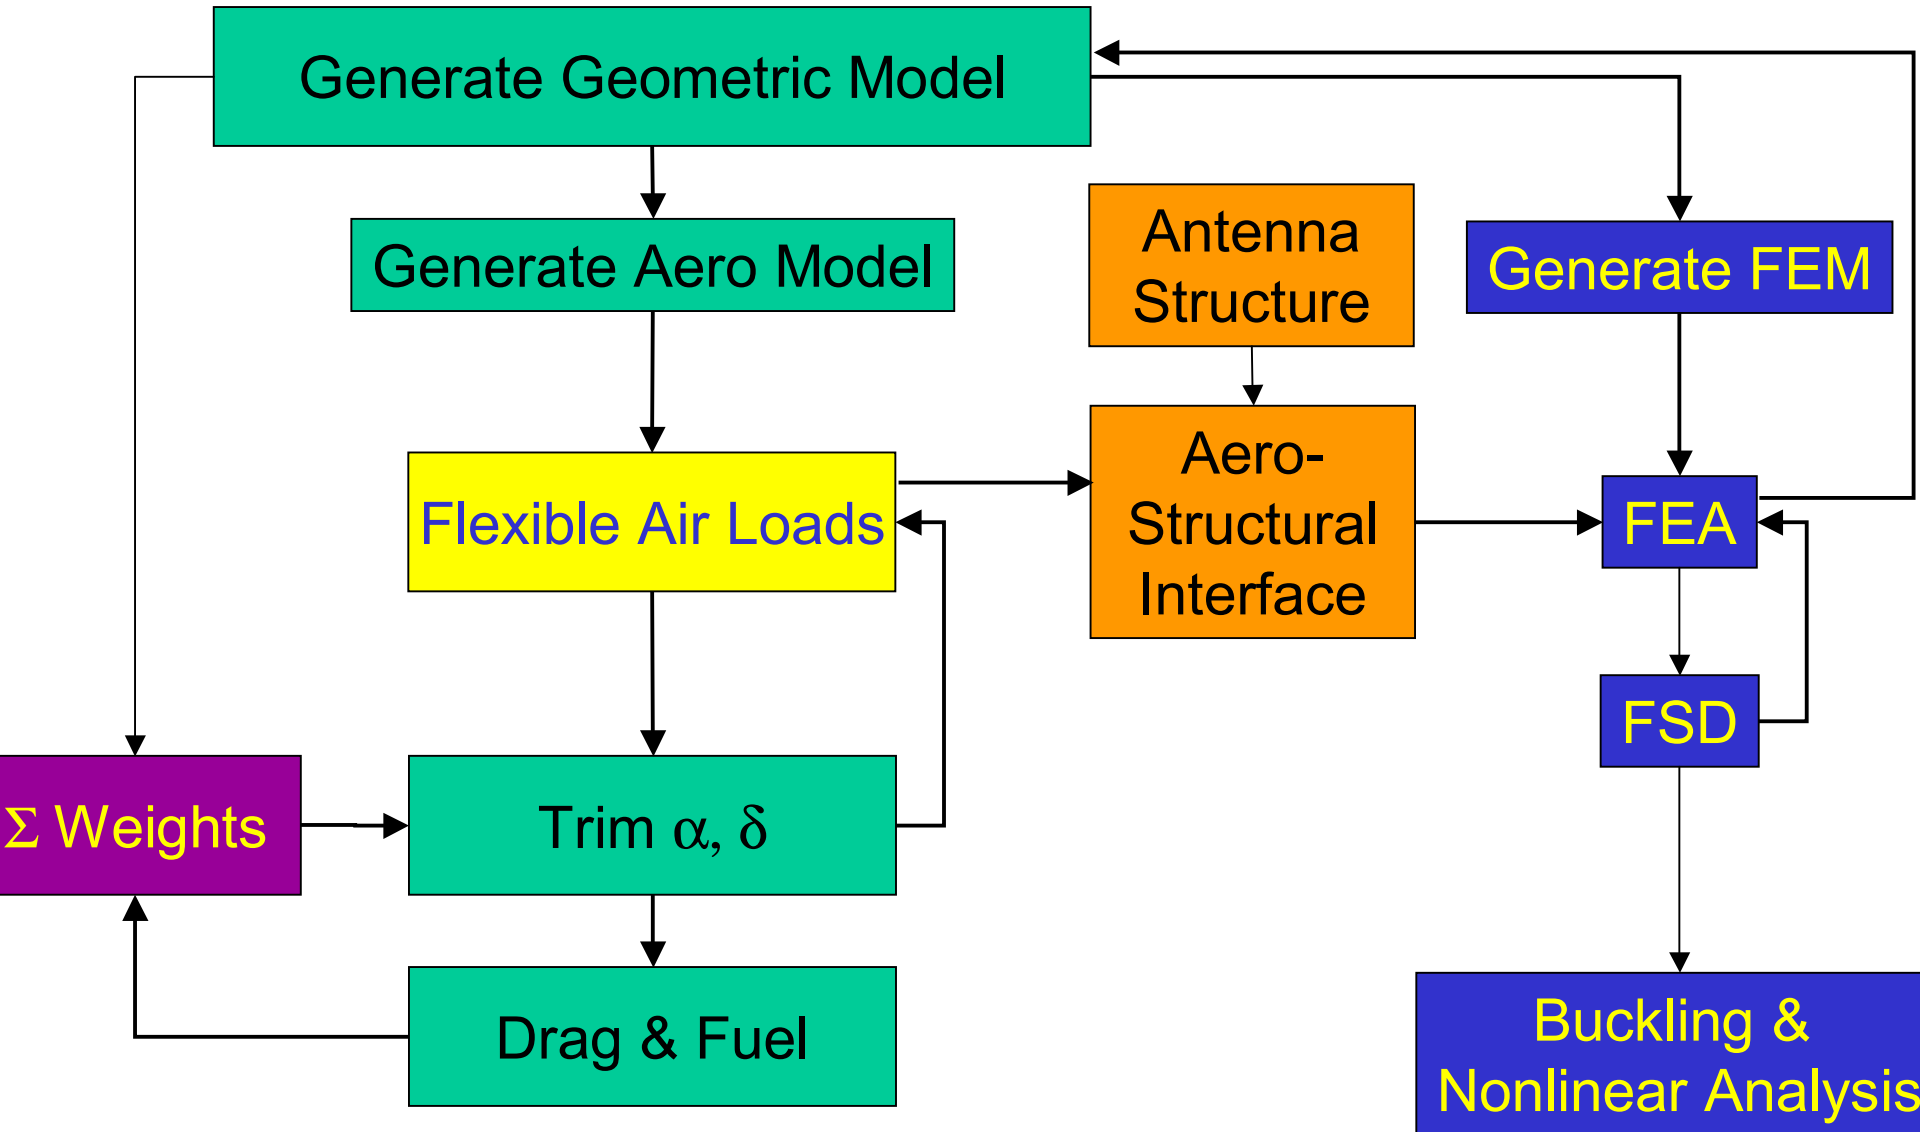 Generate Geometric Model
Generate Aero Model
Antenna
Structure
Generate FEM
Flexible Air Loads
Aero-
Structural
Interface
FEA
FSD
Σ Weights
Trim α, δ
Drag & Fuel
Buckling &
Nonlinear Analysis